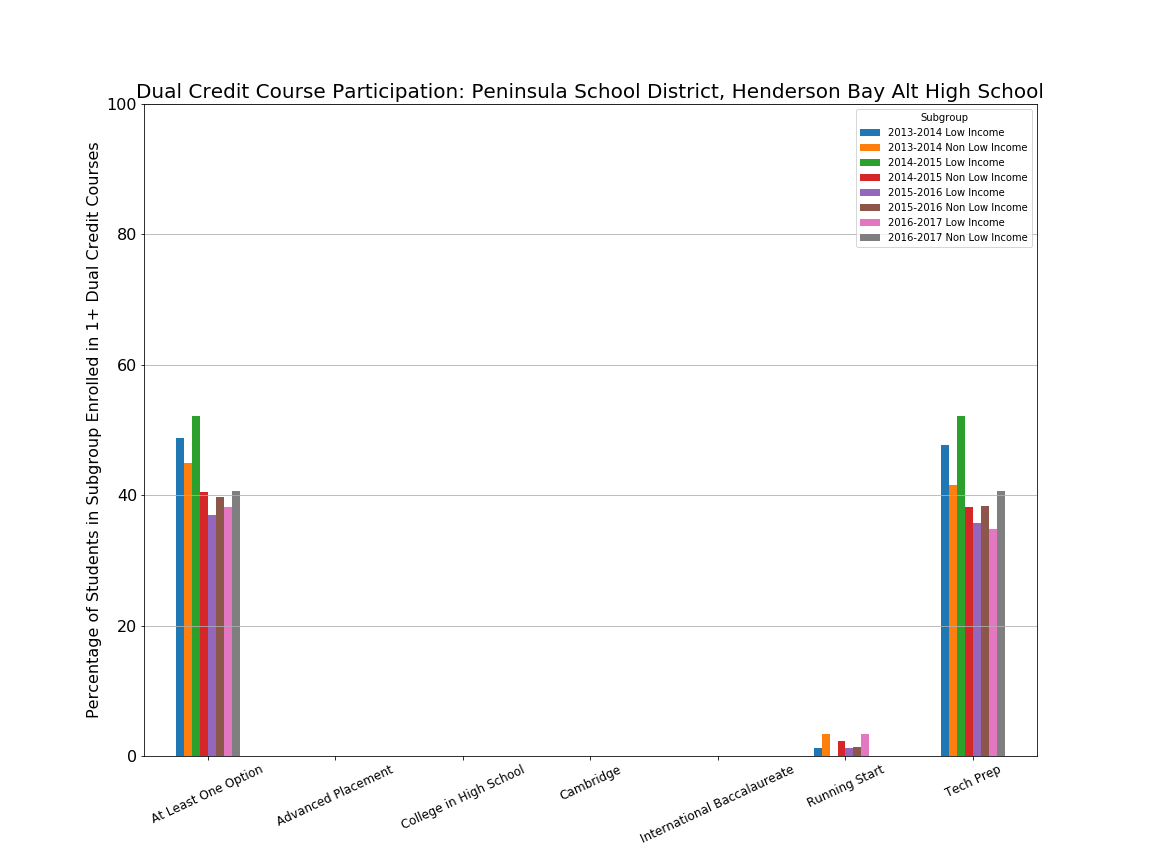 Dual Credit Course Participation: Peninsula School District, Henderson Bay Alt High School
Percentage of Students in Subgroup Enrolled in 1+ Dual Credit Courses
100
80
60
40
20
0
Subgroup
2013-2014 Low Income
2013-2014 Non Low Income
2014-2015 Low Income
2014-2015 Non Low Income
2015-2016 Low Income
2015-2016 Non Low Income
2016-2017 Low Income
2016-2017 Non Low Income
At Least One Option
Advanced Placement
College in High School
Cambridge
International Baccalaureate
Running Start
Tech Prep